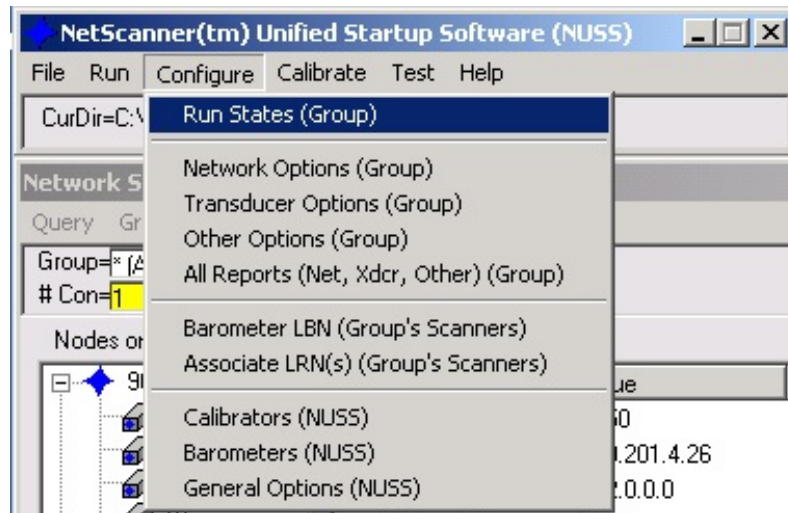 NetScanner(tm) Unified Startup Software (NUSS)
File Run Configure Calibrate Test Help
CurDir=C:\
Run States (Group)
Network Options (Group)
Transducer Options (Group)
Other Options (Group)
All Reports (Net, Xdcr, Other) (Group)
Barometer LBN (Group's Scanners)
Associate LRN(s) (Group's Scanners)
Calibrators (NUSS)
Barometers (NUSS)
General Options (NUSS)
Network S
Query Gr
Group=* (A
# Con=1
Nodes or
.201.4.26
.0.0.0